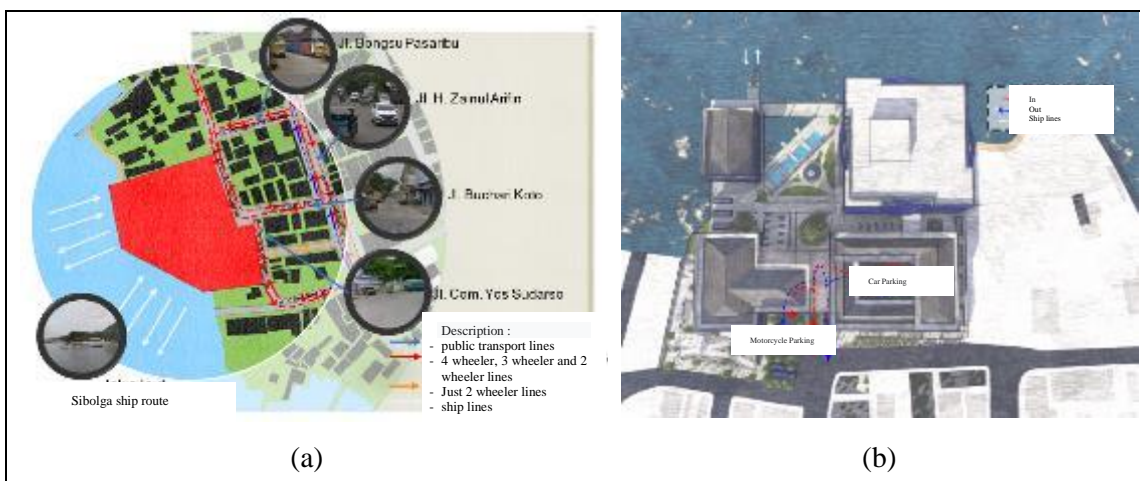 Jl. Bongsu Pasaribu
Jl. H. Zainul Arifin
Jl. Buchari Koto
Jl. Com. Yos Sudarso
Sibolga ship route
Description :
- public transport lines
- 4 wheeler, 3 wheeler and 2
wheeler lines
- Just 2 wheeler lines
- ship lines
(a)
In
Out
Ship lines
Car Parking
Motorcycle Parking
(b)